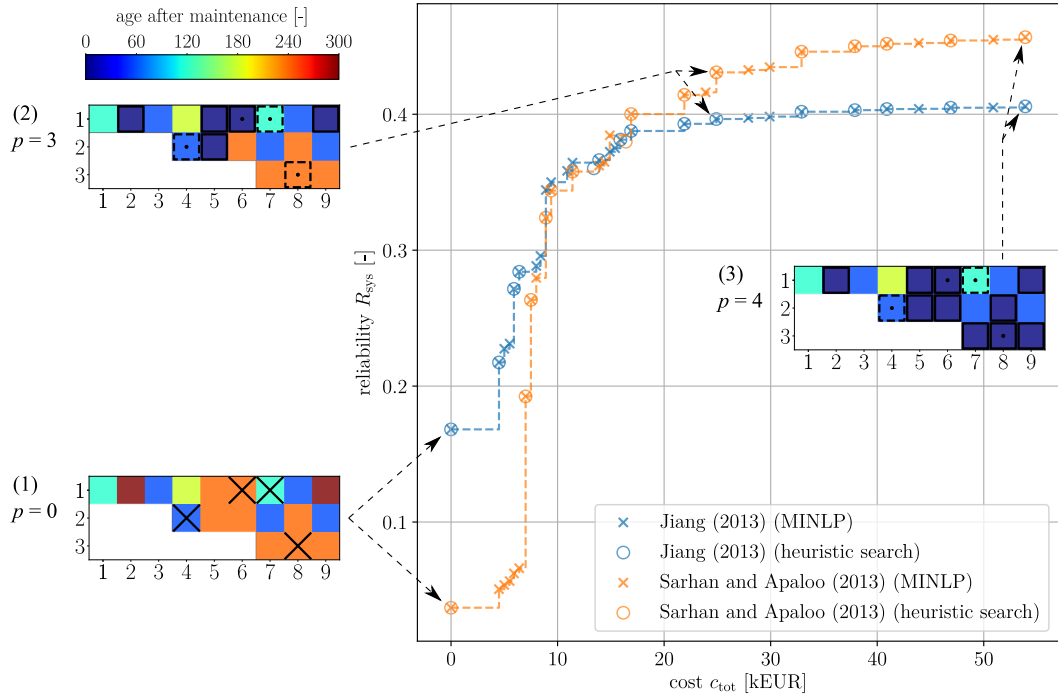 age after maintenance [-]
0 60 120 180 240 300
(2)
p = 3
1
2
3
1 2 3 4 5 6 7 8 9
(1)
p = 0
1
2
3
1 2 3 4 5 6 7 8 9
reliability R_sys [-]
0.4
0.3
0.2
0.1
(3)
p = 4
1
2
3
1 2 3 4 5 6 7 8 9
Jiang (2013) (MINLP)
Jiang (2013) (heuristic search)
Sarhan and Apaloo (2013) (MINLP)
Sarhan and Apaloo (2013) (heuristic search)
0 10 20 30 40 50
cost c_tot [kEUR]